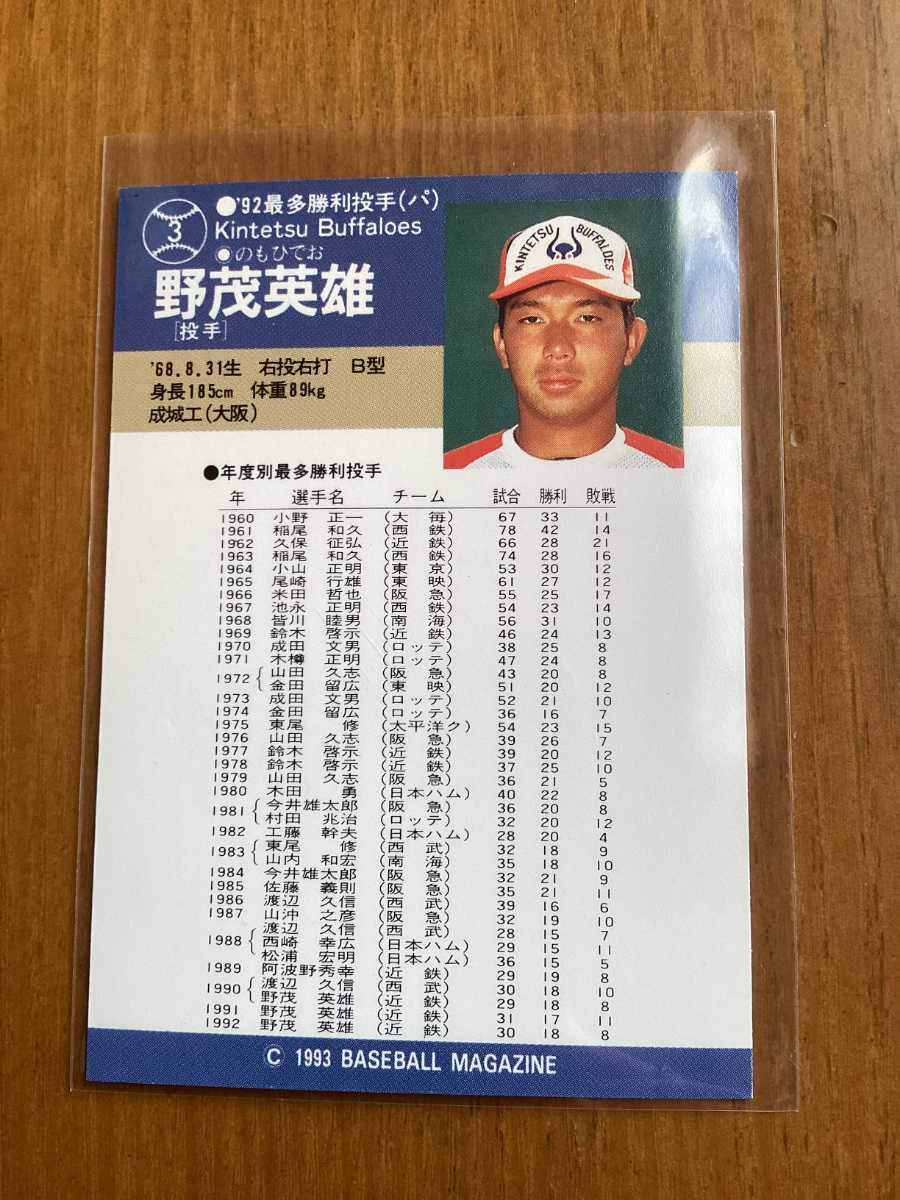 3
●'92最多勝利投手(パ)
Kintetsu Buffaloes
●のもひでお
野茂英雄
[投手]
KINTETSU BUFFALOES
'68.8.31生 右投右打 B型
身長185cm 体重89kg
成城工(大阪)
●年度別最多勝利投手
年 選手名 チーム 試合 勝利 敗戦
1960 小野 正一 (大 毎) 67 33 11
1961 稲尾 和久 (西 鉄) 78 42 14
1962 久保 征弘 (近 鉄) 66 28 21
1963 稲尾 和久 (西 鉄) 74 28 16
1964 小山 正明 (東 京) 53 30 12
1965 尾崎 行雄 (東 映) 61 27 12
1966 米田 哲也 (阪 急) 55 25 17
1967 池永 正明 (西 鉄) 54 23 14
1968 皆川 睦男 (南 海) 56 31 10
1969 鈴木 啓示 (近 鉄) 46 24 13
1970 成田 文男 (ロッテ) 38 25 8
1971 木樽 正明 (ロッテ) 47 24 8
1972 { 山田 久志 (阪 急) 43 20 8
金田 留広 (東 映) 51 20 12
1973 成田 文男 (ロッテ) 52 21 10
1974 金田 留広 (ロッテ) 36 16 7
1975 東尾 修 (太平洋ク) 54 23 15
1976 山田 久志 (阪 急) 39 26 7
1977 鈴木 啓示 (近 鉄) 39 20 12
1978 鈴木 啓示 (近 鉄) 37 25 10
1979 山田 久志 (阪 急) 36 21 5
1980 木田 勇 (日本ハム) 40 22 8
1981 { 今井雄太郎 (阪 急) 36 20 8
村田 兆治 (ロッテ) 32 20 12
1982 工藤 幹夫 (日本ハム) 28 20 4
1983 { 東尾 修 (西 武) 32 18 9
山内 和宏 (南 海) 35 18 10
1984 今井雄太郎 (阪 急) 32 21 9
1985 佐藤 義則 (阪 急) 35 21 11
1986 渡辺 久信 (西 武) 39 16 6
1987 山沖 之彦 (阪 急) 32 19 10
1988 { 渡辺 久信 (西 武) 28 15 7
西崎 幸広 (日本ハム) 29 15 11
松浦 宏明 (日本ハム) 36 15 5
1989 阿波野秀幸 (近 鉄) 29 19 8
1990 { 渡辺 久信 (西 武) 30 18 10
野茂 英雄 (近 鉄) 29 18 8
1991 野茂 英雄 (近 鉄) 31 17 11
1992 野茂 英雄 (近 鉄) 30 18 8
Ⓒ 1993 BASEBALL MAGAZINE